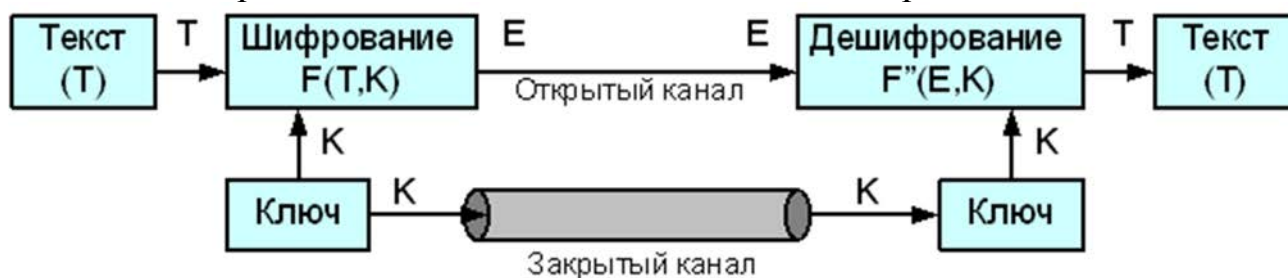 Текст
(T)
T
Шифрование
F(T,K)
E
E
Открытый канал
Дешифрование
F”(E,K)
T
Текст
(T)
K
K
Ключ
K
K
Ключ
Закрытый канал